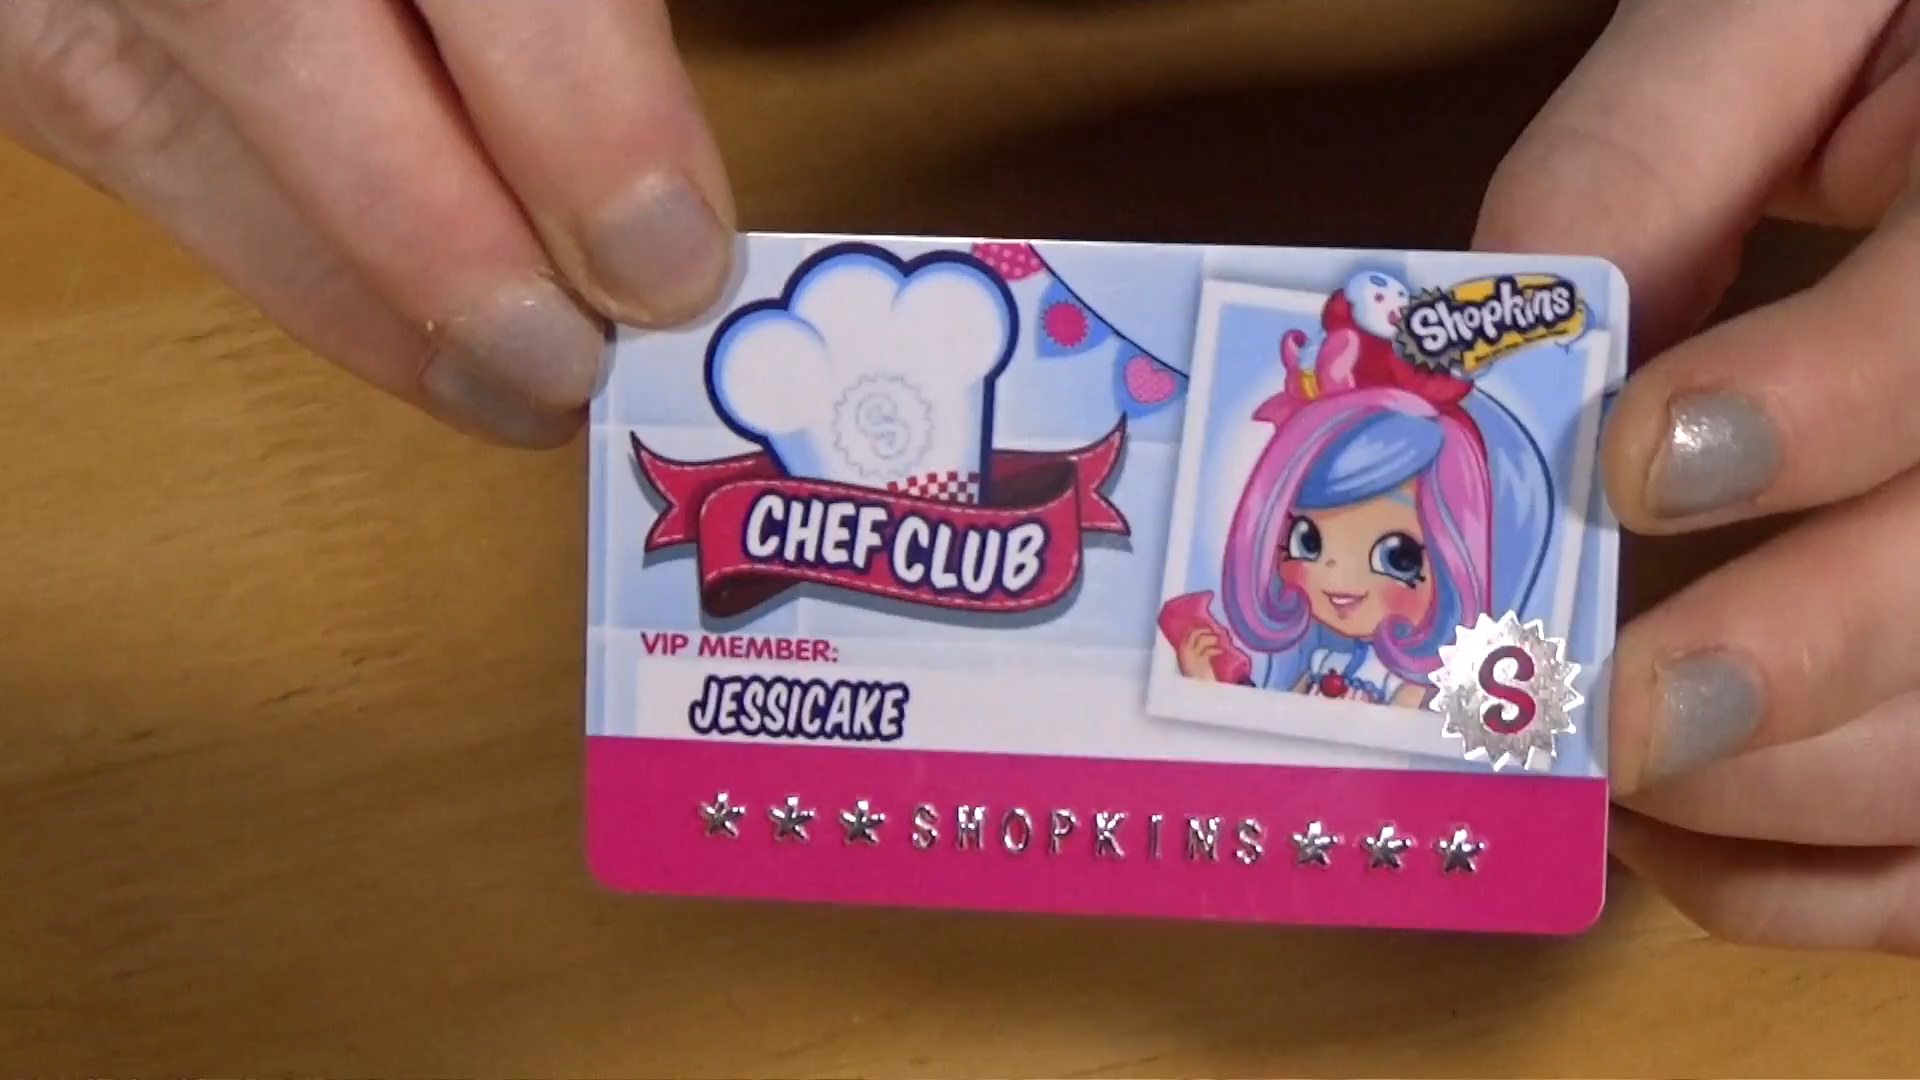 Shopkins
S
CHEF CLUB
VIP MEMBER:
JESSICAKE
S
★★★SHOPKINS★★★